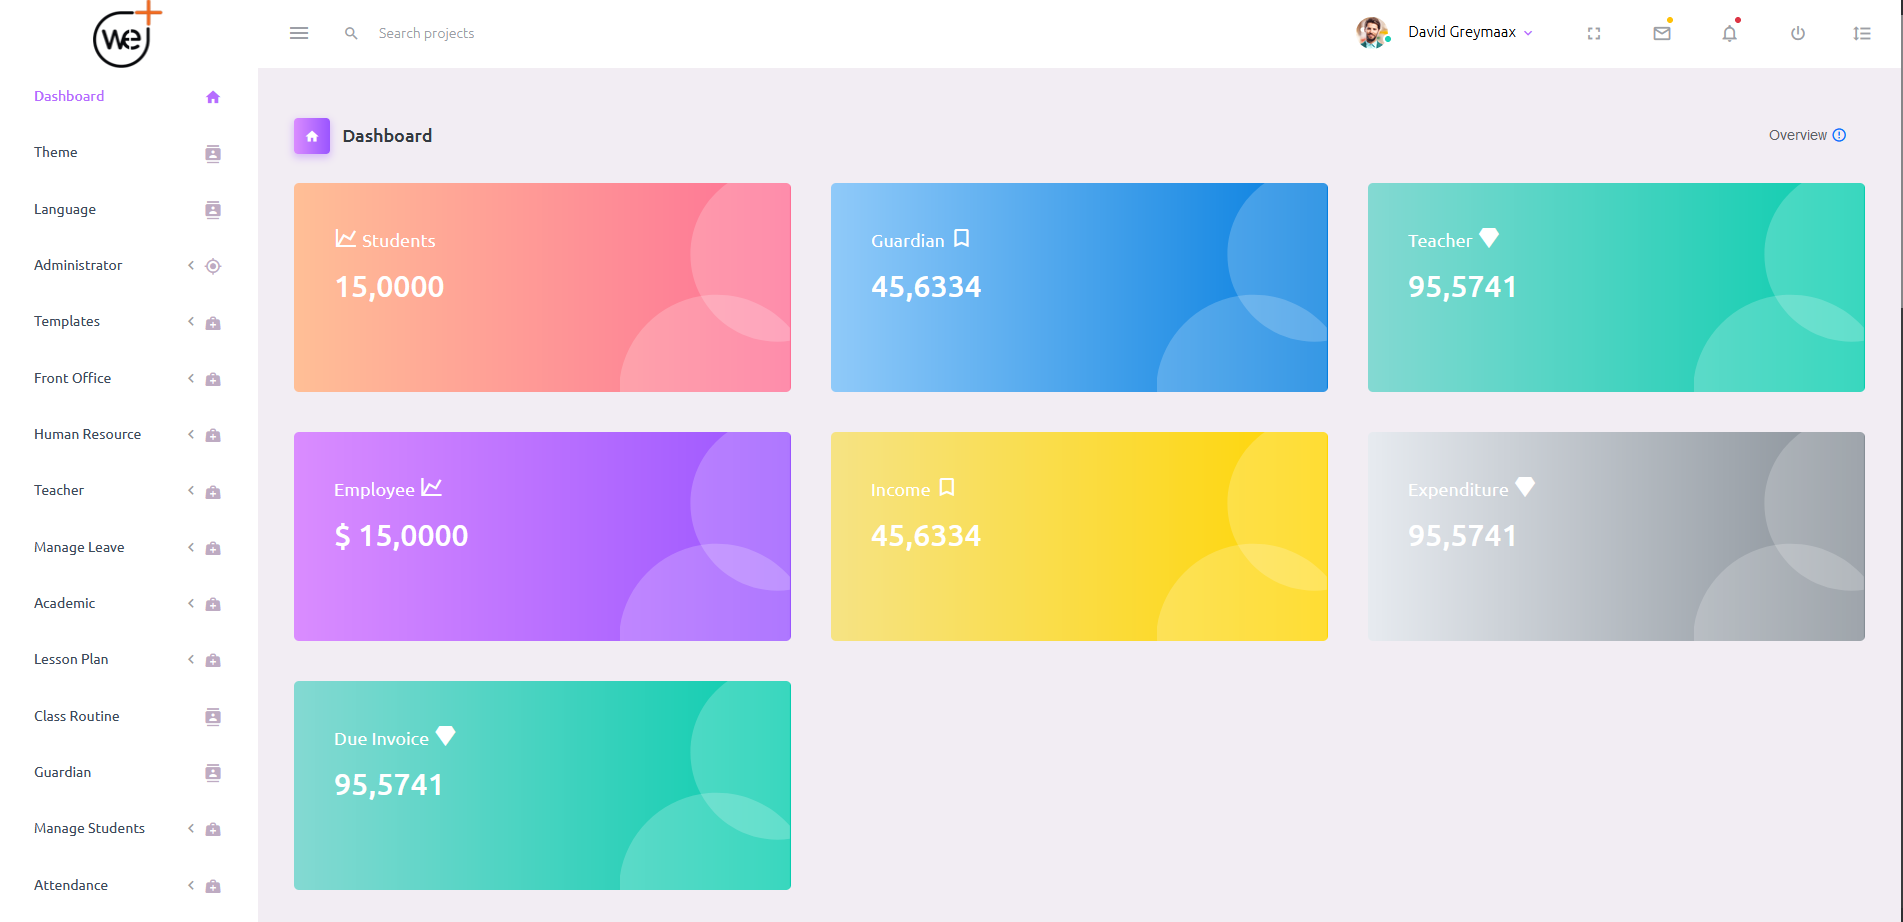 we
Search projects
David Greymaax
Dashboard
Theme
Language
Administrator
Templates
Front Office
Human Resource
Teacher
Manage Leave
Academic
Lesson Plan
Class Routine
Guardian
Manage Students
Attendance
Dashboard
Overview
Students
15,0000
Guardian
45,6334
Teacher
95,5741
Employee
$ 15,0000
Income
45,6334
Expenditure
95,5741
Due Invoice
95,5741